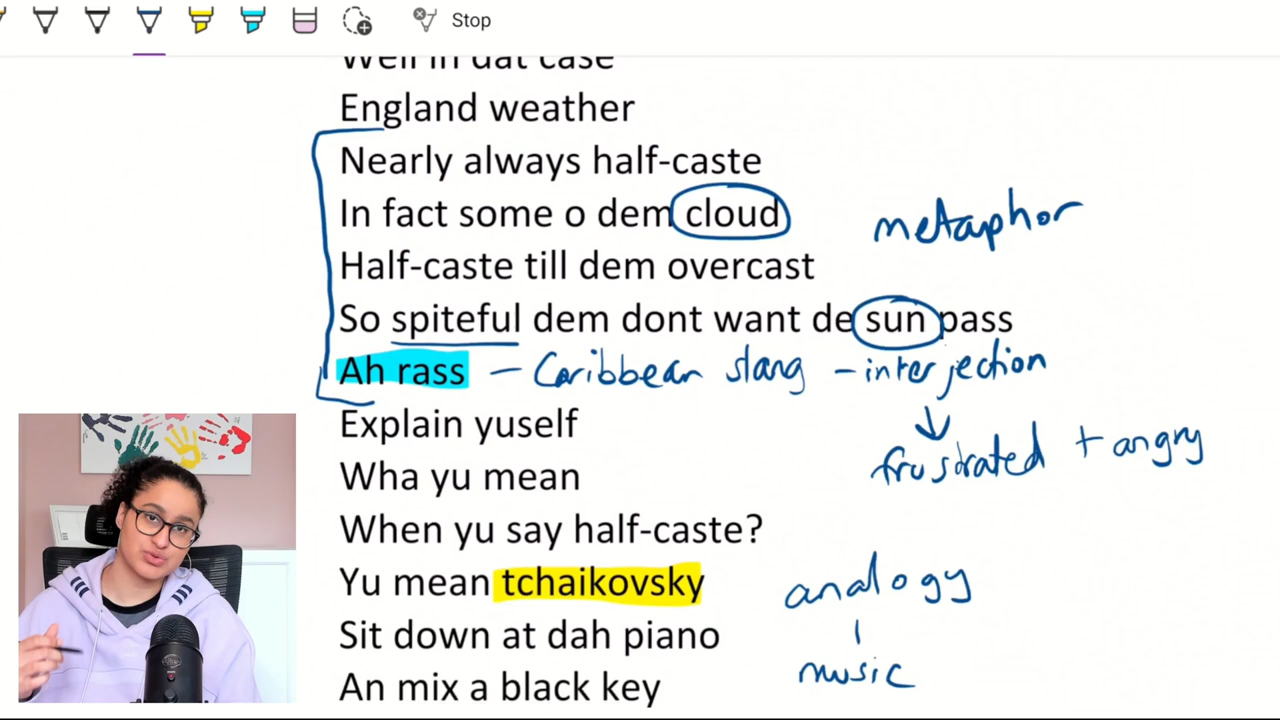 Stop
Well in dat case
England weather
Nearly always half-caste
In fact some o dem cloud
metaphor
Half-caste till dem overcast
So spiteful dem dont want de sun pass
Ah rass – Caribbean slang – interjection
Explain yuself
frustrated + angry
Wha yu mean
When yu say half-caste?
Yu mean tchaikovsky
analogy
Sit down at dah piano
music
An mix a black key